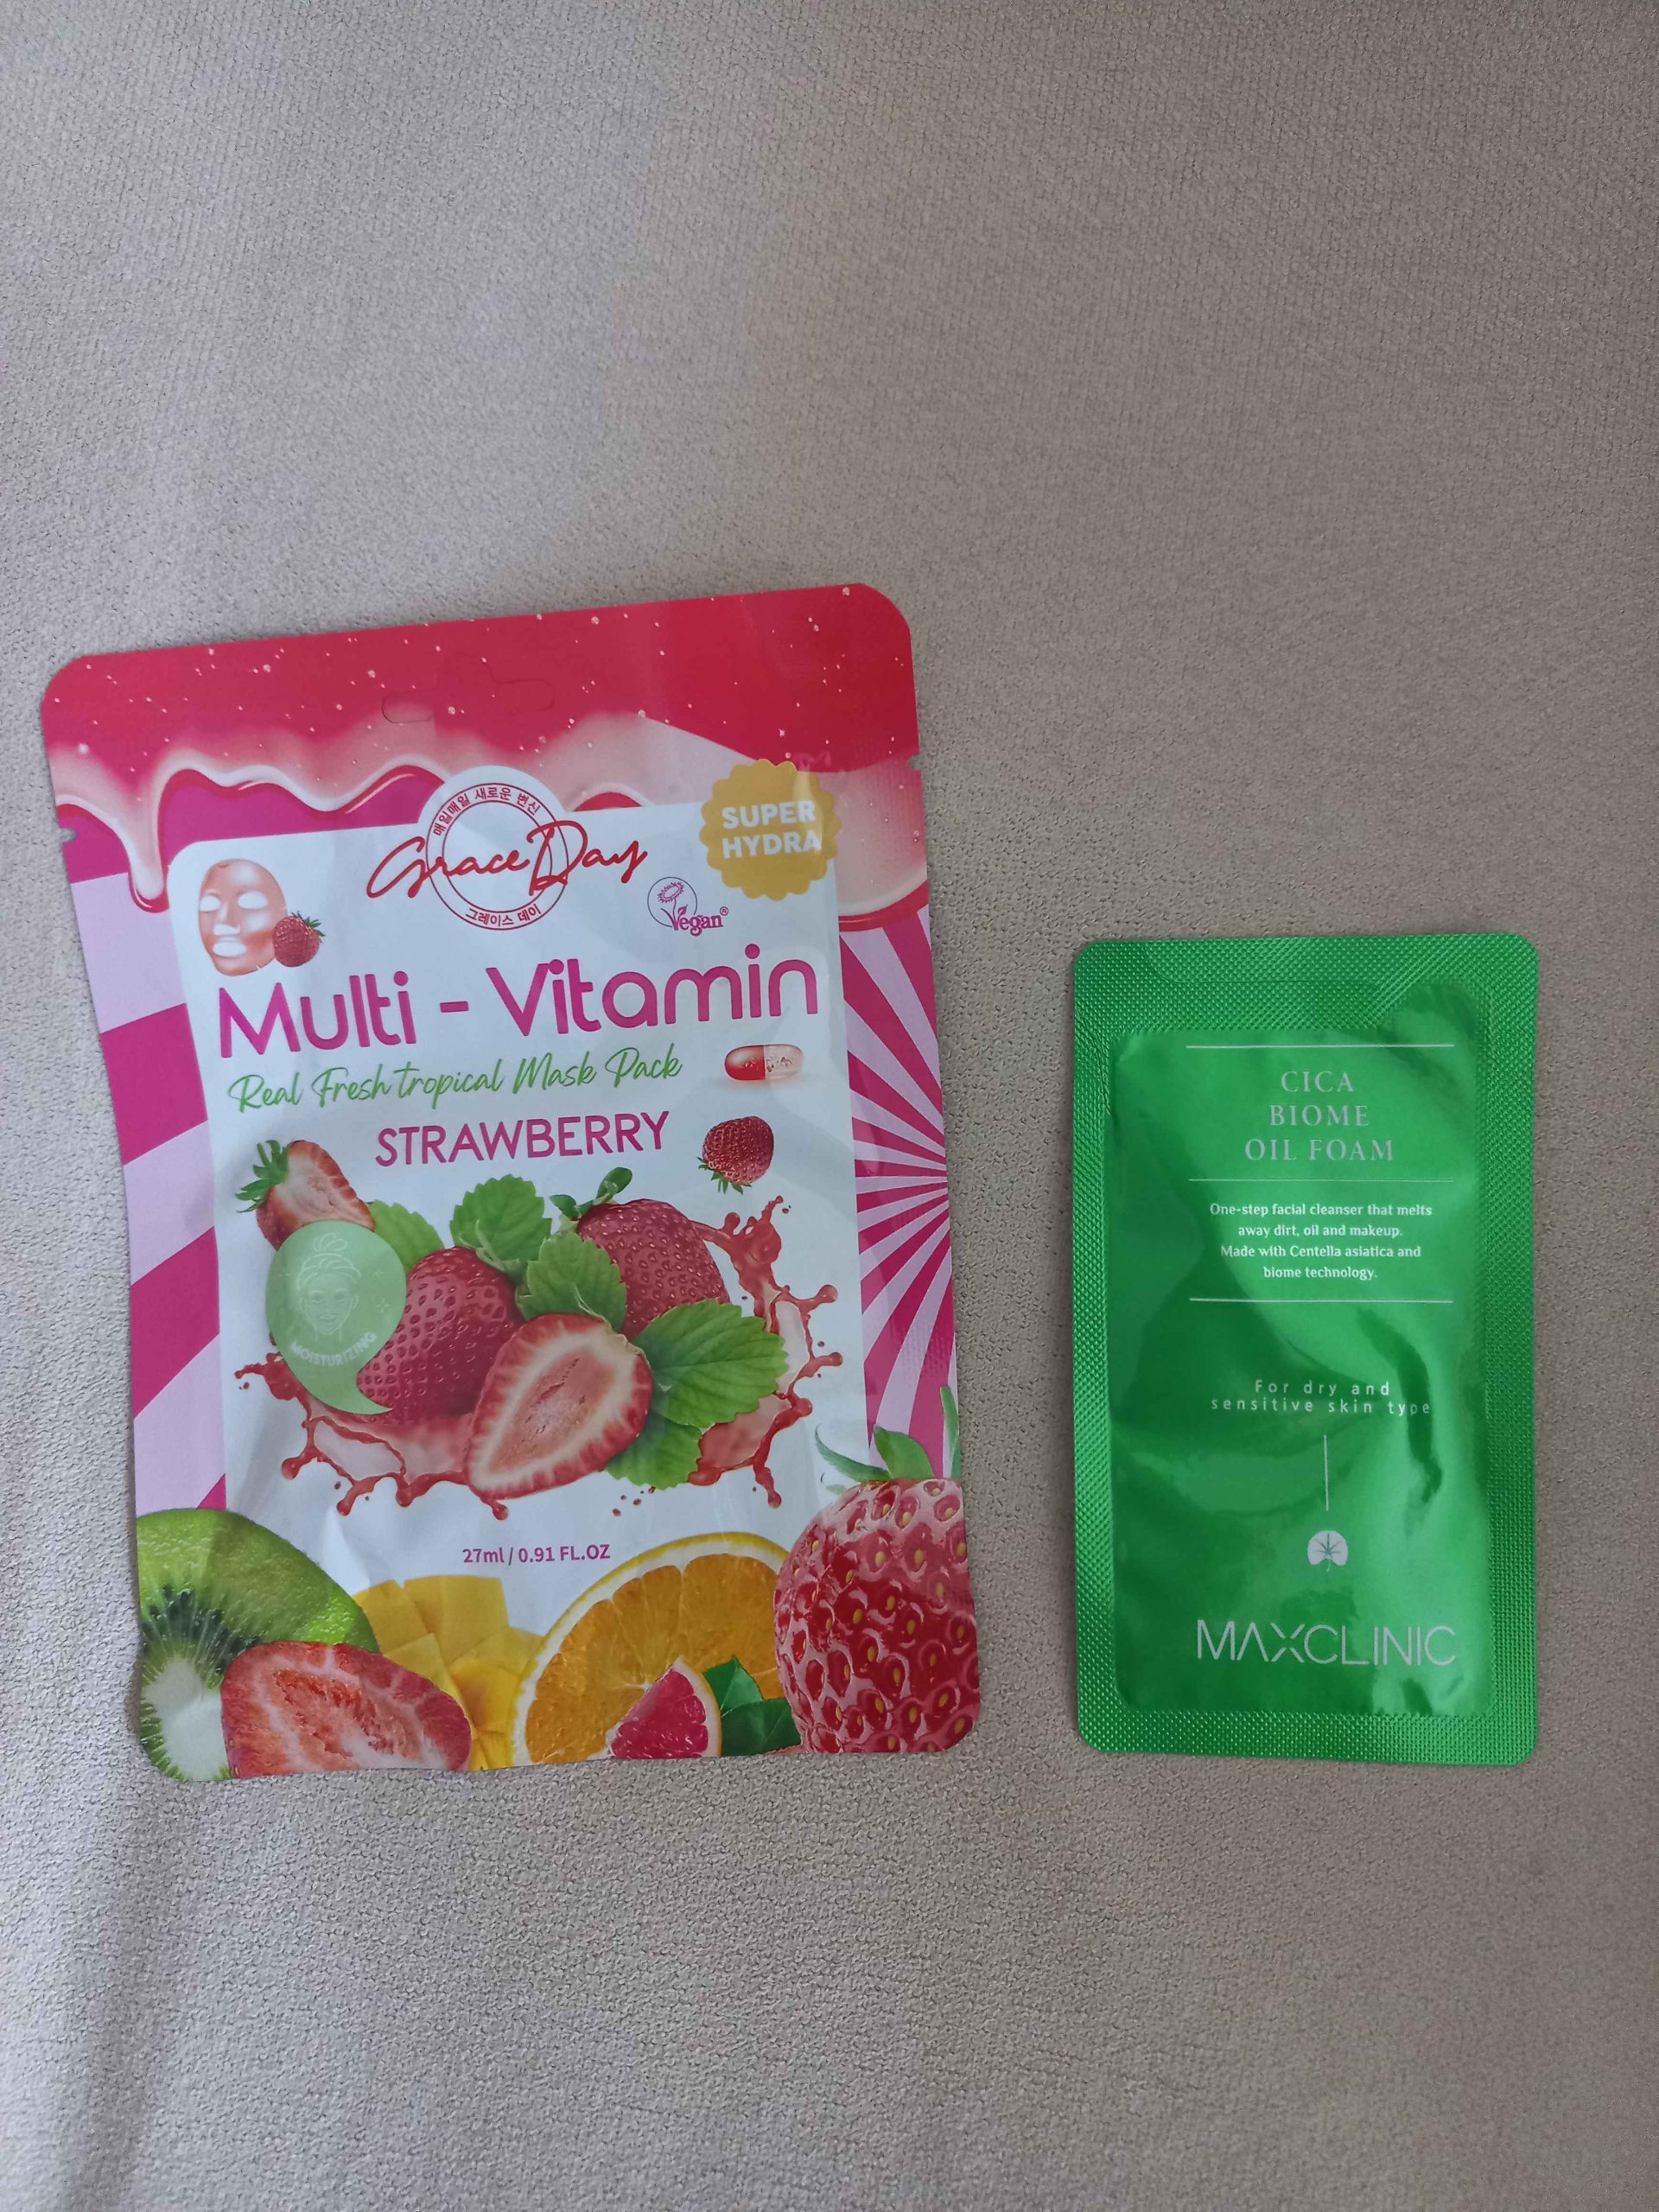 매일매일 새로운 변신
Grace Day
그레이스 데이
SUPER
HYDRA
Vegan®
Multi - Vitamin
Real Fresh tropical Mask Pack
STRAWBERRY
MOISTURIZING
27ml / 0.91 FL.OZ
CICA
BIOME
OIL FOAM
One-step facial cleanser that melts
away dirt, oil and makeup.
Made with Centella asiatica and
biome technology.
For dry and
sensitive skin type
MAXCLINIC